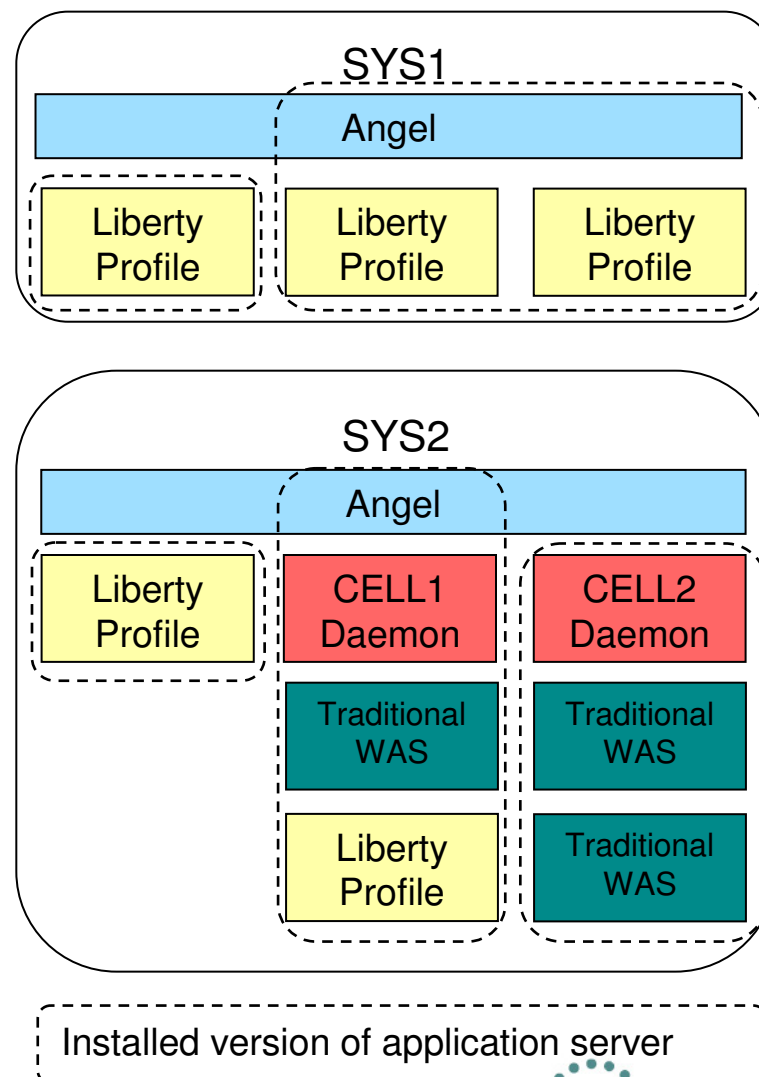 SYS1
Angel
Liberty
Profile
Liberty
Profile
Liberty
Profile
SYS2
Angel
Liberty
Profile
CELL1
Daemon
CELL2
Daemon
Traditional
WAS
Traditional
WAS
Liberty
Profile
Traditional
WAS
Installed version of application server